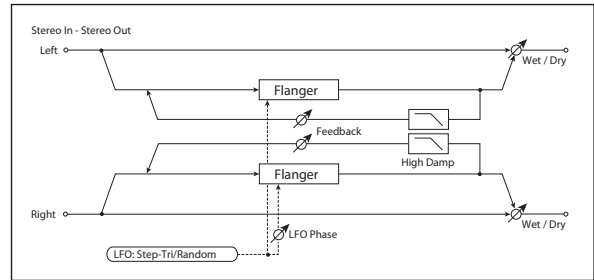 Stereo In - Stereo Out
Left
Wet / Dry
Flanger
Feedback
High Damp
Flanger
Right
LFO Phase
Wet / Dry
LFO: Step-Tri/Random